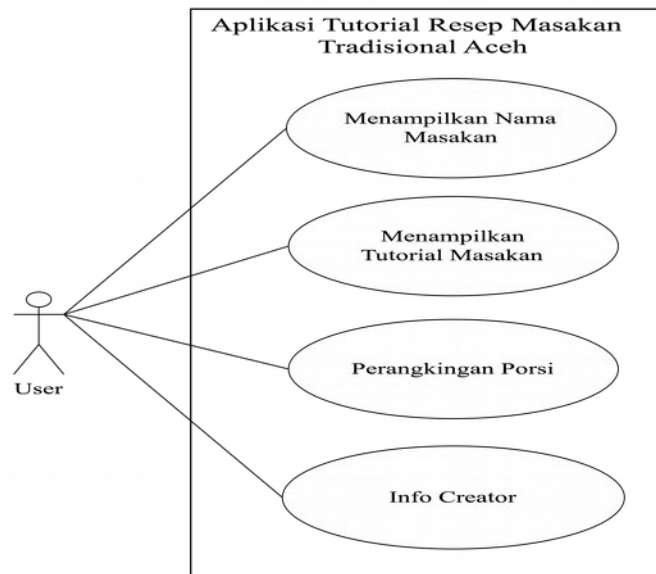 Aplikasi Tutorial Resep Masakan
Tradisional Aceh
Menampilkan Nama
Masakan
Menampilkan
Tutorial Masakan
Perangkingan Porsi
User
Info Creator